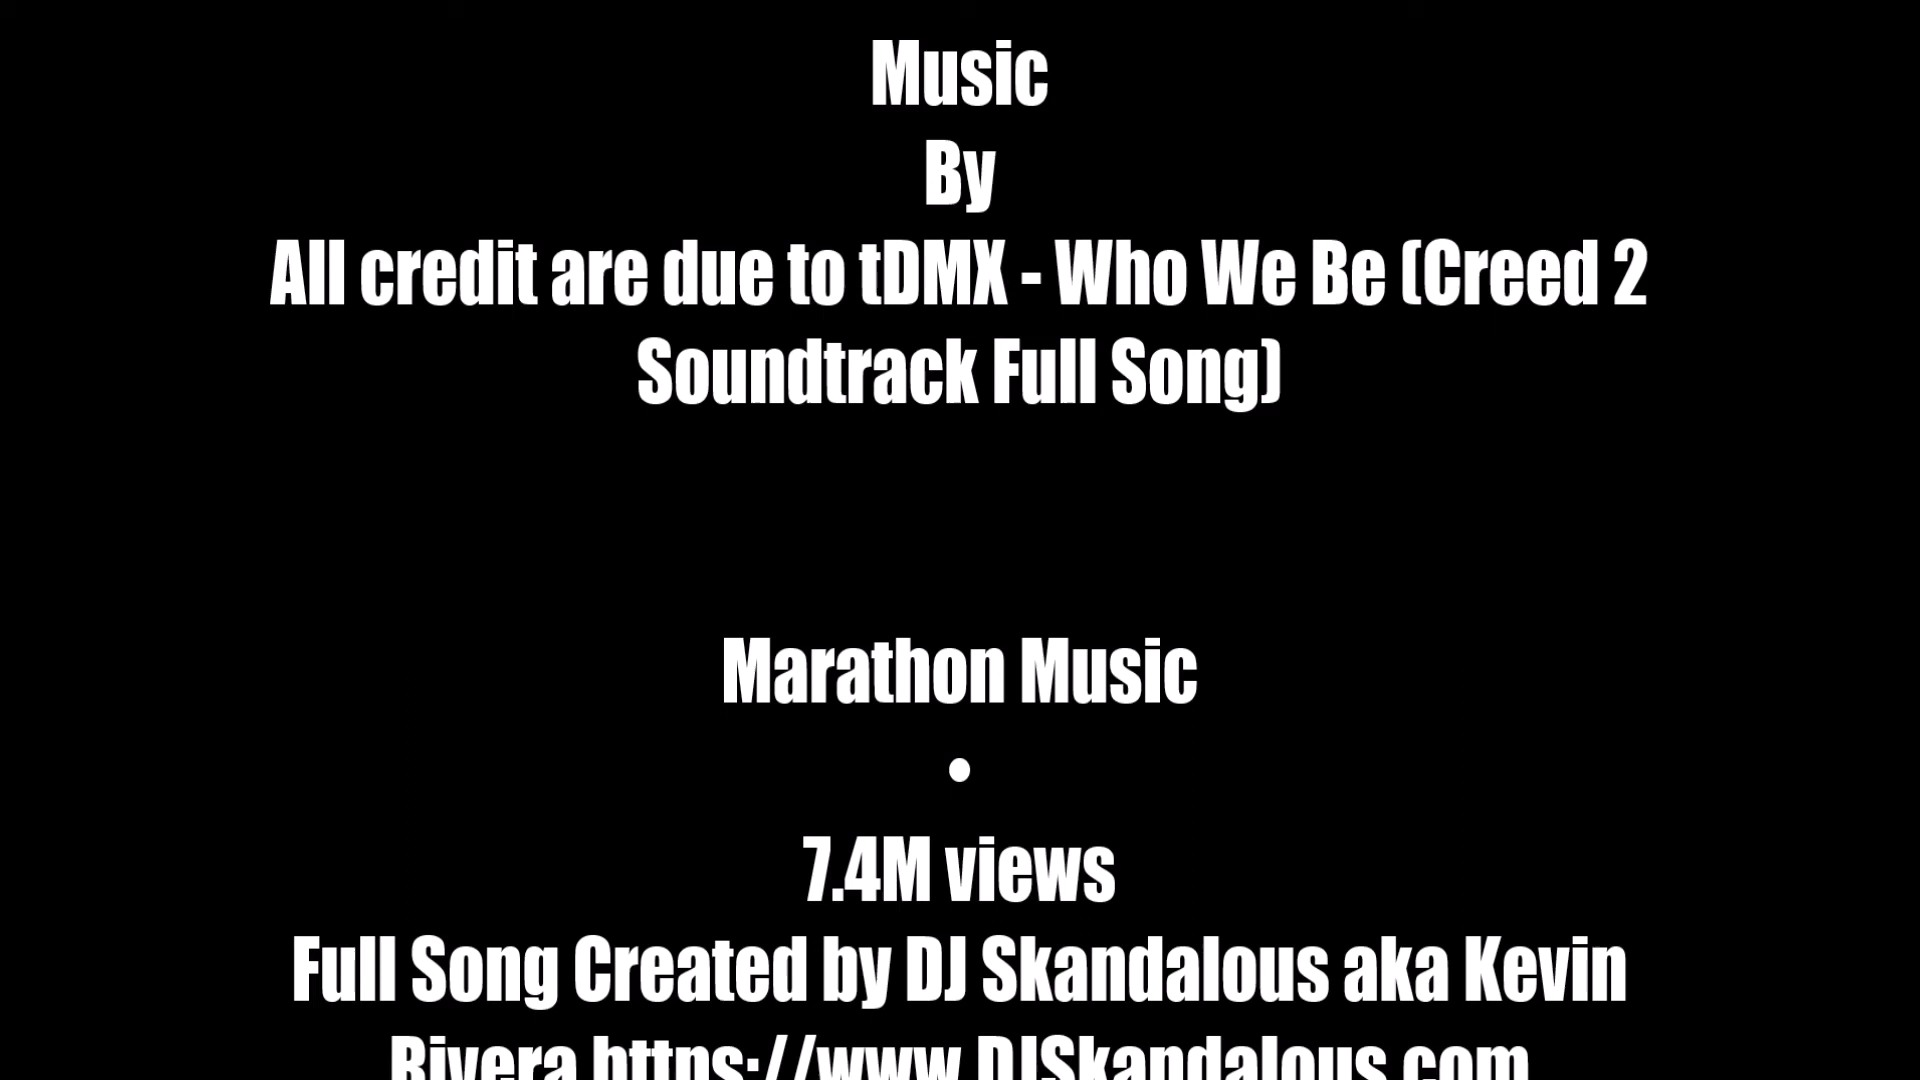 Music
By
All credit are due to tDMX - Who We Be (Creed 2
Soundtrack Full Song)
Marathon Music
•
7.4M views
Full Song Created by DJ Skandalous aka Kevin
Rivera https://www.DJSkandalous.com